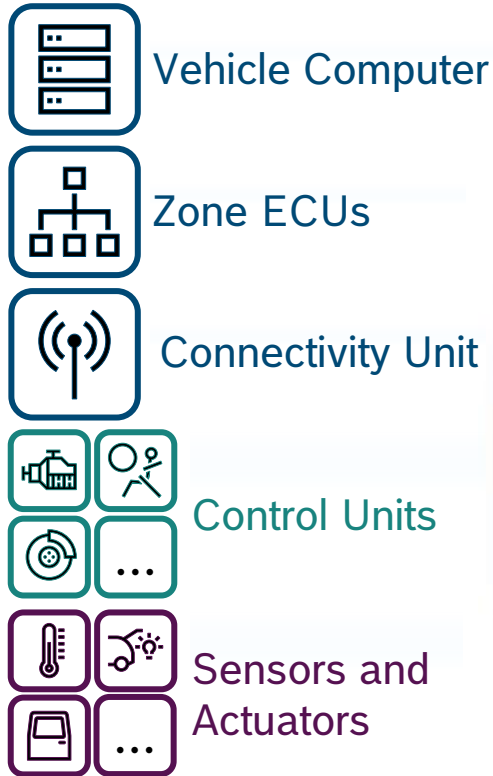 Vehicle Computer
Zone ECUs
Connectivity Unit
Control Units
...
Sensors and
Actuators
...